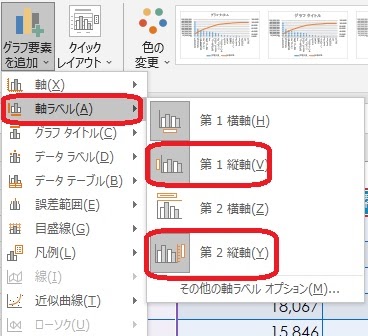 グラフ要素
を追加
クイック
レイアウト
色の
変更
グラフ タイトル
グラフ タイトル
軸(X)
軸ラベル(A)
グラフ タイトル(C)
データ ラベル(D)
データ テーブル(B)
誤差範囲(E)
目盛線(G)
凡例(L)
線(I)
近似曲線(T)
ローソク(U)
第 1 横軸(H)
第 1 縦軸(V)
第 2 横軸(Z)
第 2 縦軸(Y)
その他の軸ラベル オプション(M)...
18,067
15,846